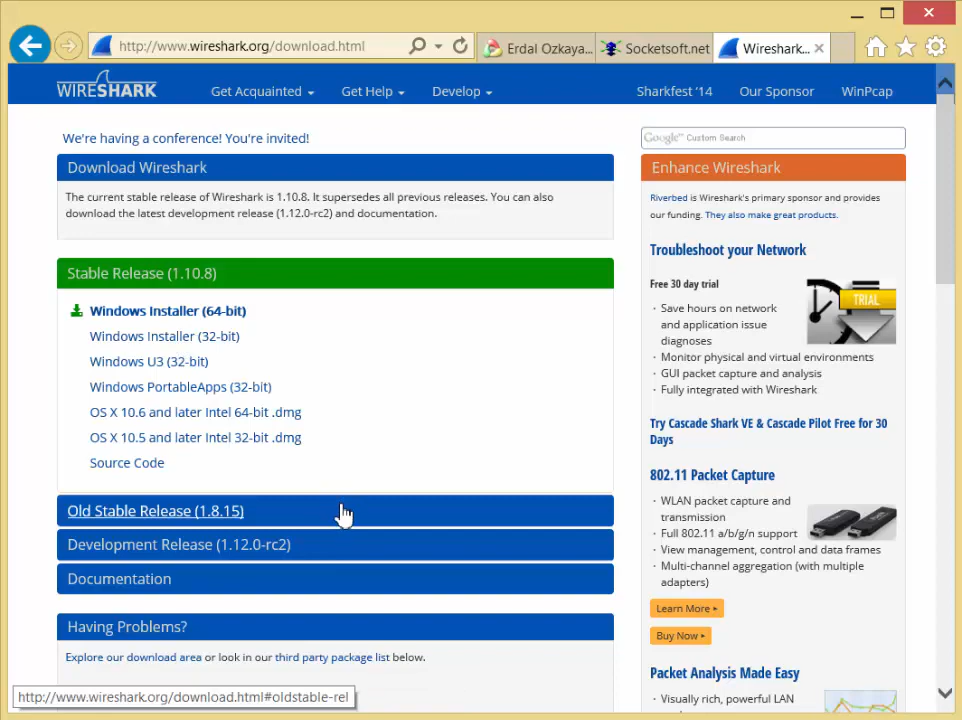 http://www.wireshark.org/download.html
Erdal Ozkaya...
Socketsoft.net
Wireshark...
WIRESHARK
Get Acquainted
Get Help
Develop
Sharkfest '14
Our Sponsor
WinPcap
We're having a conference! You're invited!
Google™ Custom Search
Download Wireshark
The current stable release of Wireshark is 1.10.8. It supersedes all previous releases. You can also
download the latest development release (1.12.0-rc2) and documentation.
Stable Release (1.10.8)
Windows Installer (64-bit)
Windows Installer (32-bit)
Windows U3 (32-bit)
Windows PortableApps (32-bit)
OS X 10.6 and later Intel 64-bit .dmg
OS X 10.5 and later Intel 32-bit .dmg
Source Code
Old Stable Release (1.8.15)
Development Release (1.12.0-rc2)
Documentation
Having Problems?
Explore our download area or look in our third party package list below.
http://www.wireshark.org/download.html#oldstable-rel
Enhance Wireshark
Riverbed is Wireshark's primary sponsor and provides
our funding. They also make great products.
Troubleshoot your Network
Free 30 day trial
TRIAL
· Save hours on network
and application issue
diagnoses
· Monitor physical and virtual environments
· GUI packet capture and analysis
· Fully integrated with Wireshark
Try Cascade Shark VE & Cascade Pilot Free for 30
Days
802.11 Packet Capture
· WLAN packet capture and
transmission
· Full 802.11 a/b/g/n support
· View management, control and data frames
· Multi-channel aggregation (with multiple
adapters)
Learn More
Buy Now
Packet Analysis Made Easy
· Visually rich, powerful LAN